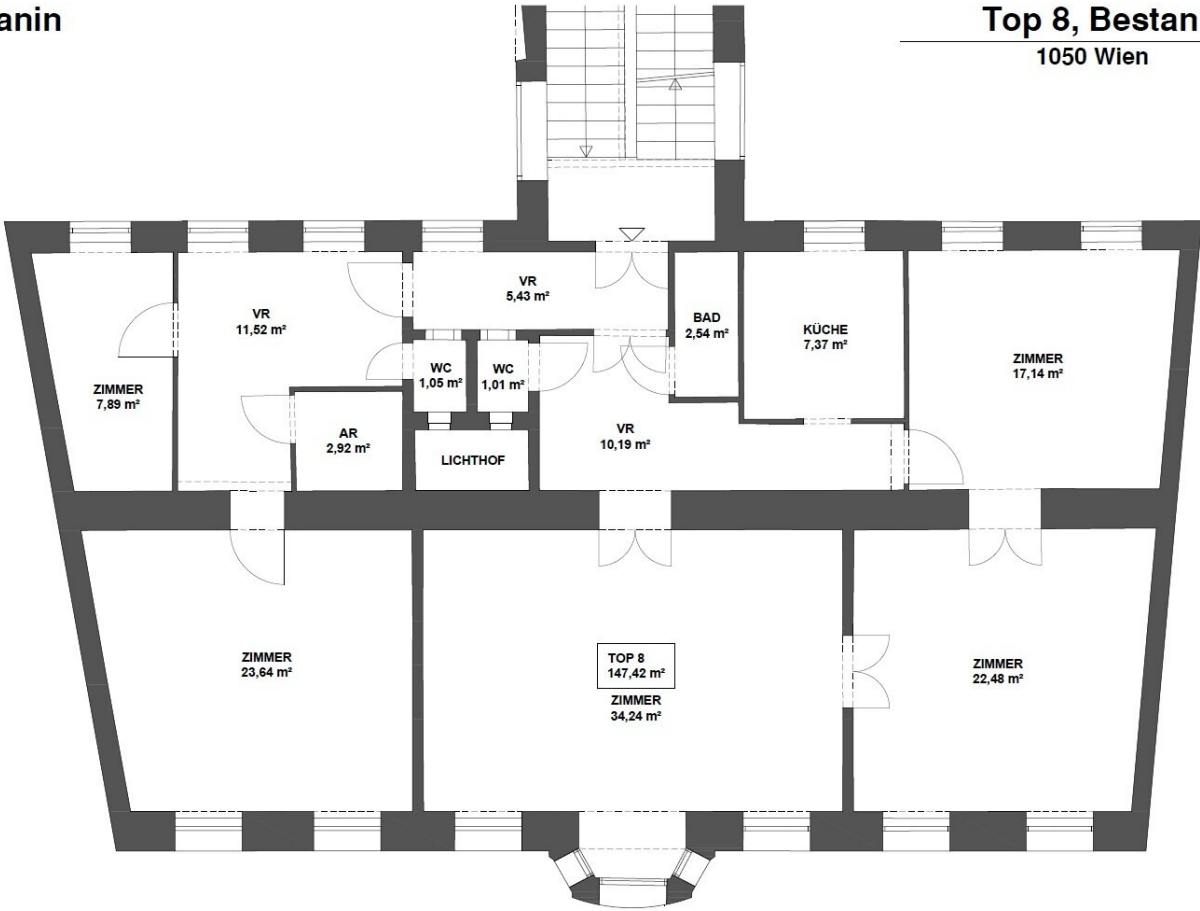 anin
Top 8, Bestan
1050 Wien
VR
5,43 m²
VR
11,52 m²
BAD
2,54 m²
KÜCHE
7,37 m²
ZIMMER
17,14 m²
ZIMMER
7,89 m²
WC
1,05 m²
WC
1,01 m²
AR
2,92 m²
LICHTHOF
VR
10,19 m²
ZIMMER
23,64 m²
TOP 8
147,42 m²
ZIMMER
34,24 m²
ZIMMER
22,48 m²